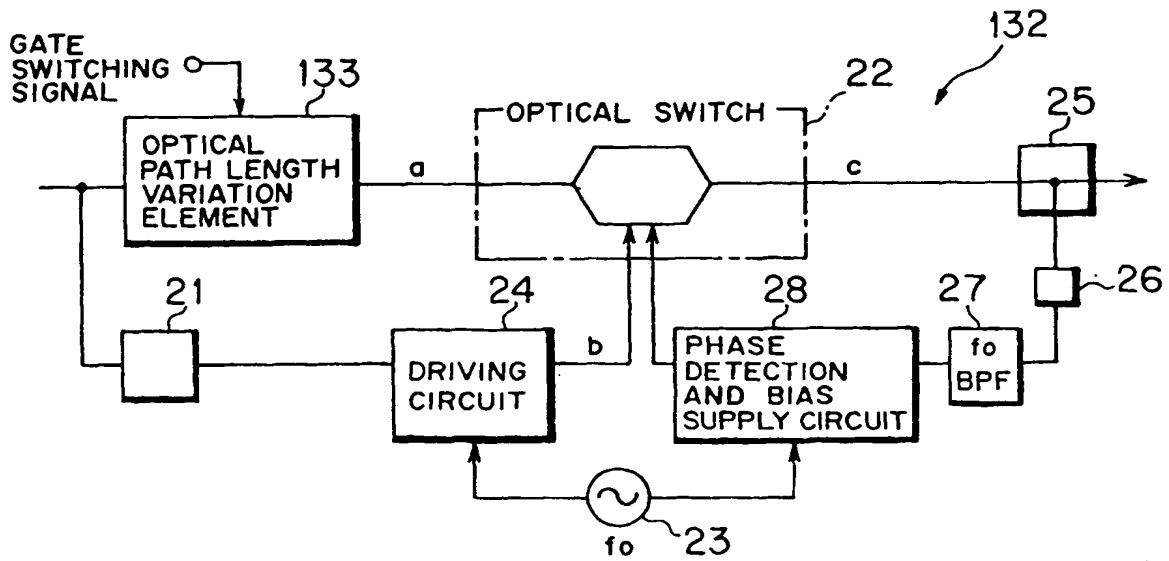 GATE
SWITCHING
SIGNAL
133
OPTICAL
PATH LENGTH
VARIATION
ELEMENT
a
OPTICAL SWITCH
22
132
c
25
21
24
DRIVING
CIRCUIT
b
28
PHASE
DETECTION
AND BIAS
SUPPLY CIRCUIT
27
fo
BPF
26
23
fo